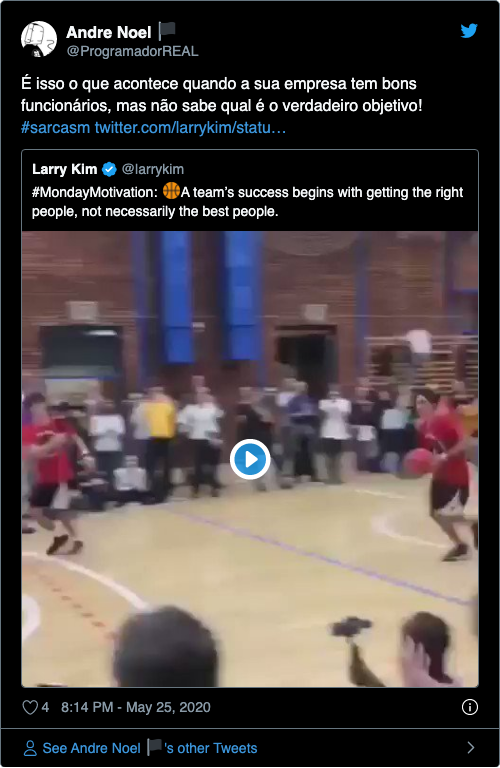 Andre Noel 🏴
@ProgramadorREAL
É isso o que acontece quando a sua empresa tem bons
funcionários, mas não sabe qual é o verdadeiro objetivo!
#sarcasm twitter.com/larrykim/statu…
Larry Kim @larrykim
#MondayMotivation: 🏀A team's success begins with getting the right
people, not necessarily the best people.
4 8:14 PM - May 25, 2020
See Andre Noel 🏴's other Tweets